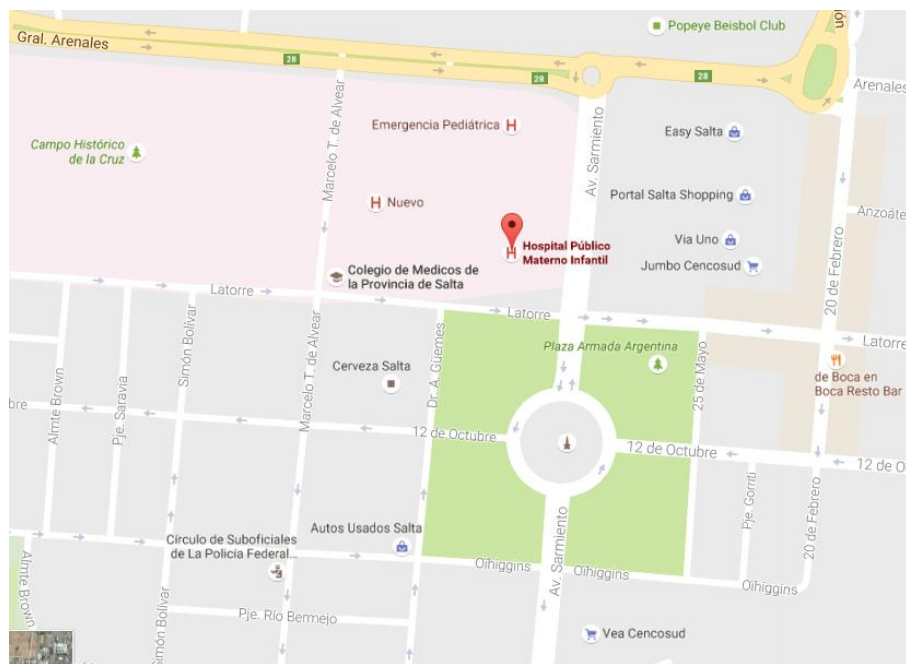 Popeye Beisbol Club
Gral. Arenales
28
28
28
ión
Arenales
Campo Histórico
de la Cruz
Marcelo T. de Alvear
Emergencia Pediátrica
H
Av. Sarmiento
Easy Salta
H
Nuevo
Portal Salta Shopping
Anzoáte
Via Uno
H
Hospital Público
Materno Infantil
Jumbo Cencosud
20 de Febrero
Colegio de Medicos de
la Provincia de Salta
Latorre
Latorre
Latorre
Simón Bolívar
Marcelo T. de Alvear
Dr. A. Güemes
Plaza Armada Argentina
25 de Mayo
Cerveza Salta
de Boca en
Boca Resto Bar
Almte Brown
Pje. Saravia
bre
12 de Octubre
12 de Octubre
12 de O
Pje. Gorriti
20 de Febrero
Autos Usados Salta
Círculo de Suboficiales
de La Policía Federal...
Av. Sarmiento
Oihiggins
Oihiggins
Oihiggins
Almte Brown
Simón Bolívar
Pje. Río Bermejo
Vea Cencosud